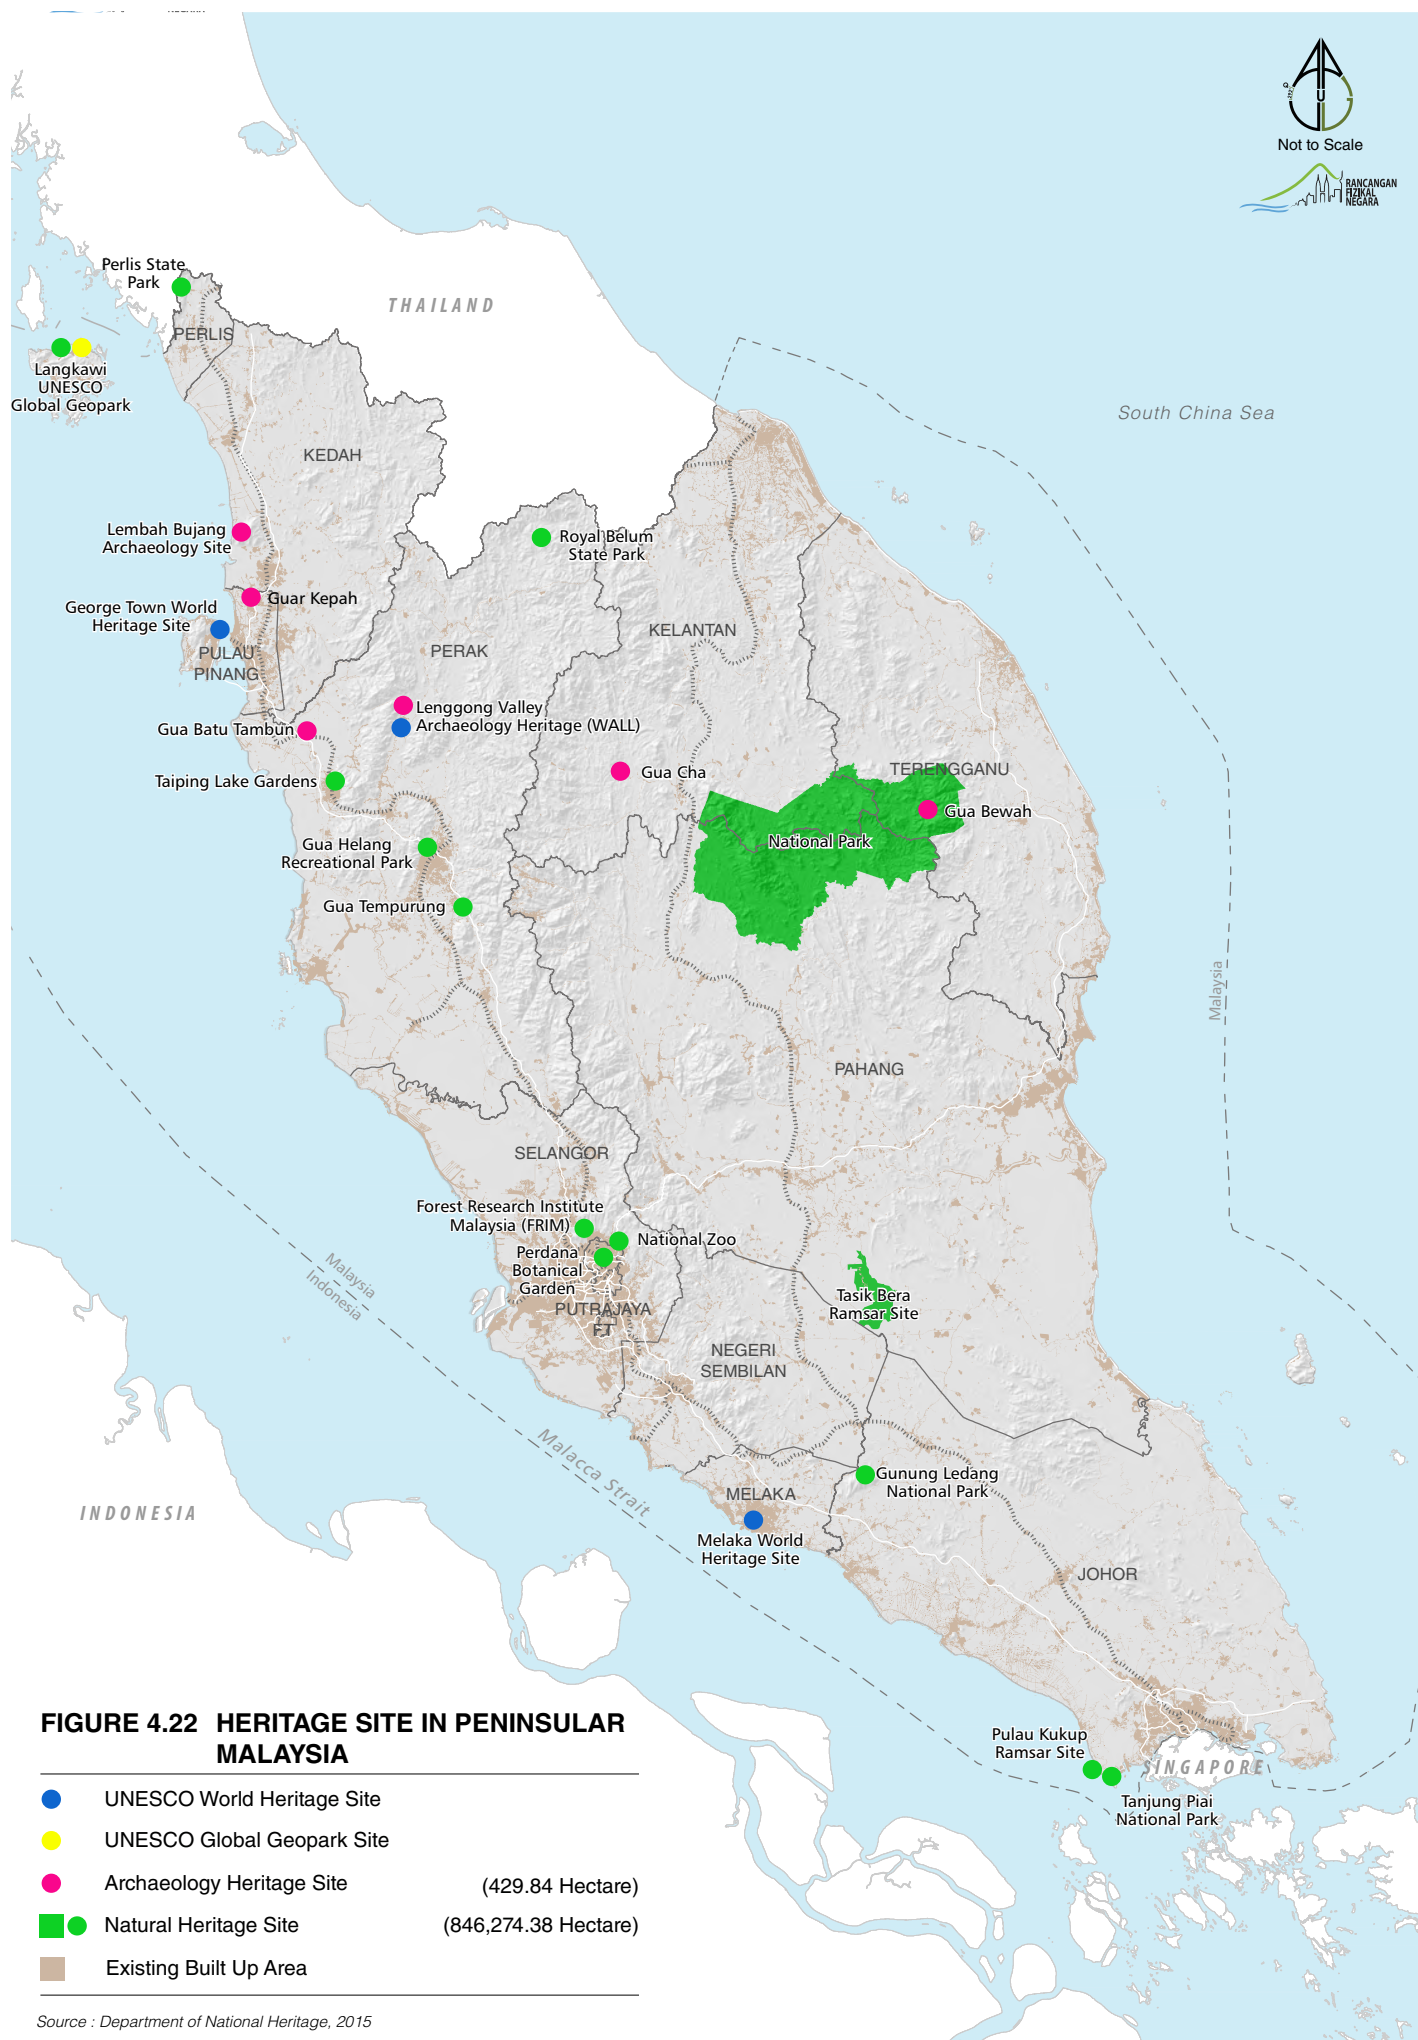 Not to Scale
RANCANGAN
FIZIKAL
NEGARA
Perlis State
Park
THAILAND
PERLIS
Langkawi
UNESCO
Global Geopark
South China Sea
KEDAH
Lembah Bujang
Archaeology Site
Royal Belum
State Park
Guar Kepah
George Town World
Heritage Site
KELANTAN
PULAU
PINANG
PERAK
Lenggong Valley
Archaeology Heritage (WALL)
Gua Batu Tambun
Gua Cha
TERENGGANU
Taiping Lake Gardens
Gua Bewah
National Park
Gua Helang
Recreational Park
Gua Tempurung
Malaysia
PAHANG
SELANGOR
Forest Research Institute
Malaysia (FRIM)
National Zoo
Perdana
Botanical
Garden
Malaysia
Indonesia
Tasik Bera
Ramsar Site
PUTRAJAYA
FT
NEGERI
SEMBILAN
Malacca Strait
Gunung Ledang
National Park
MELAKA
INDONESIA
Melaka World
Heritage Site
JOHOR
Pulau Kukup
Ramsar Site
SINGAPORE
Tanjung Piai
National Park
FIGURE 4.22 HERITAGE SITE IN PENINSULAR
MALAYSIA
UNESCO World Heritage Site
UNESCO Global Geopark Site
Archaeology Heritage Site (429.84 Hectare)
Natural Heritage Site (846,274.38 Hectare)
Existing Built Up Area
Source : Department of National Heritage, 2015